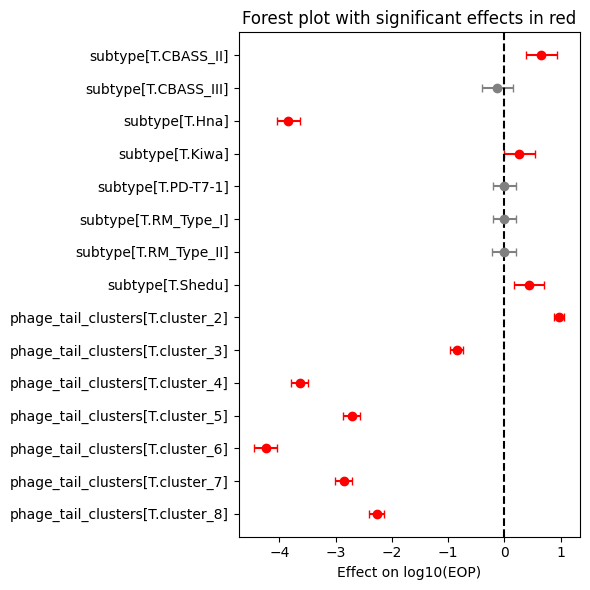 Forest plot with significant effects in red
subtype[T.CBASS_II]
subtype[T.CBASS_III]
subtype[T.Hna]
subtype[T.Kiwa]
subtype[T.PD-T7-1]
subtype[T.RM_Type_I]
subtype[T.RM_Type_II]
subtype[T.Shedu]
phage_tail_clusters[T.cluster_2]
phage_tail_clusters[T.cluster_3]
phage_tail_clusters[T.cluster_4]
phage_tail_clusters[T.cluster_5]
phage_tail_clusters[T.cluster_6]
phage_tail_clusters[T.cluster_7]
phage_tail_clusters[T.cluster_8]
−4 −3 −2 −1 0 1
Effect on log10(EOP)